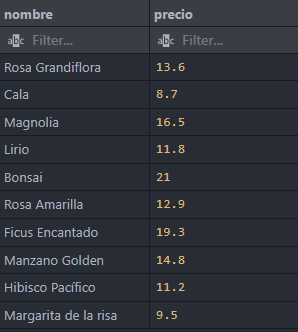 nombre precio
abc Filter... abc Filter...
Rosa Grandiflora 13.6
Cala 8.7
Magnolia 16.5
Lirio 11.8
Bonsai 21
Rosa Amarilla 12.9
Ficus Encantado 19.3
Manzano Golden 14.8
Hibisco Pacífico 11.2
Margarita de la risa 9.5